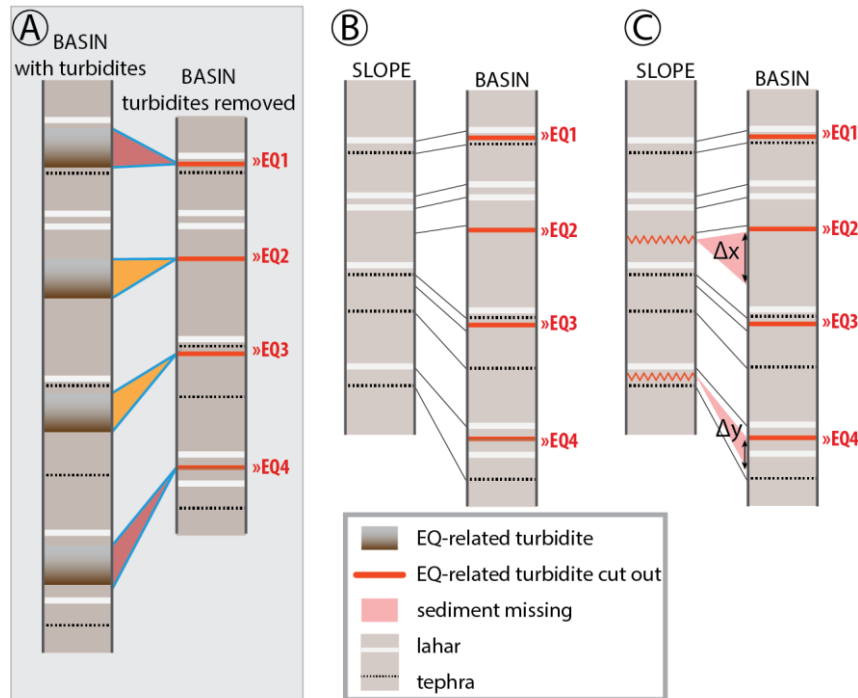 A
BASIN
with turbidites
BASIN
turbidites removed
»EQ1
»EQ2
»EQ3
»EQ4
B
SLOPE
BASIN
»EQ1
»EQ2
»EQ3
»EQ4
C
SLOPE
BASIN
»EQ1
»EQ2
Δx
»EQ3
»EQ4
Δy
EQ-related turbidite
EQ-related turbidite cut out
sediment missing
lahar
tephra